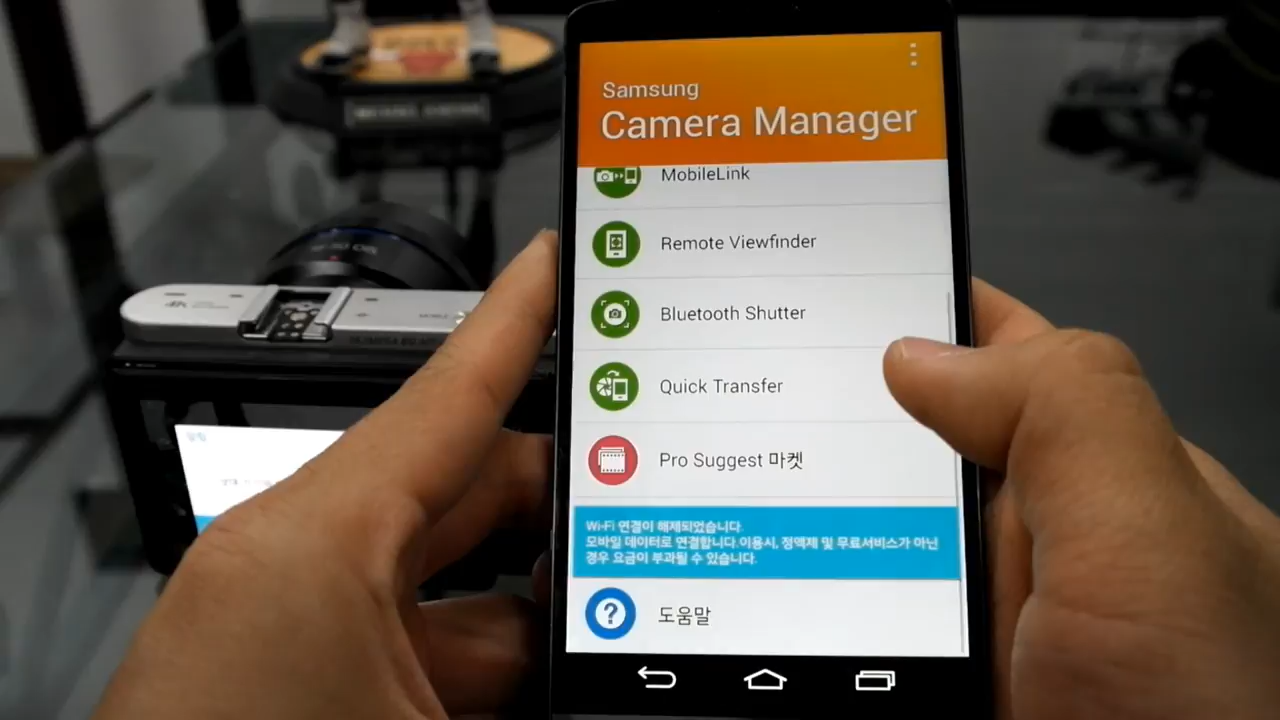 Samsung
Camera Manager
MobileLink
Remote Viewfinder
Bluetooth Shutter
Quick Transfer
Pro Suggest 마켓
Wi-Fi 연결이 해제되었습니다.
모바일 데이터로 연결합니다.이용시, 정액제 및 무료서비스가 아닌
경우 요금이 부과될 수 있습니다.
?
도움말